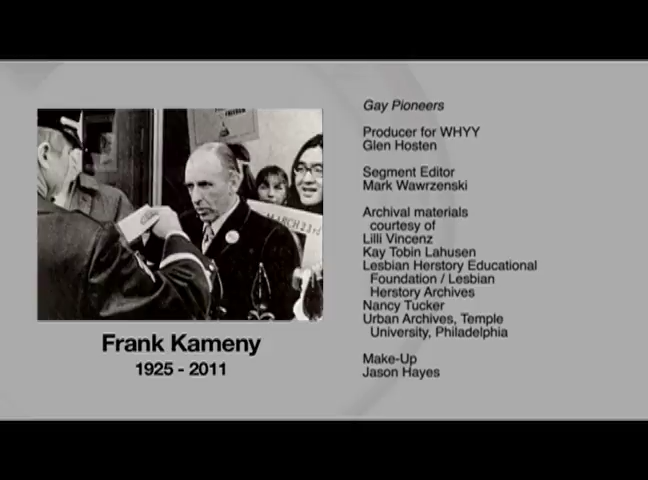 MARCH 23rd
Frank Kameny
1925 - 2011
Gay Pioneers
Producer for WHYY
Glen Hosten
Segment Editor
Mark Wawrzenski
Archival materials
courtesy of
Lilli Vincenz
Kay Tobin Lahusen
Lesbian Herstory Educational
Foundation / Lesbian
Herstory Archives
Nancy Tucker
Urban Archives, Temple
University, Philadelphia
Make-Up
Jason Hayes